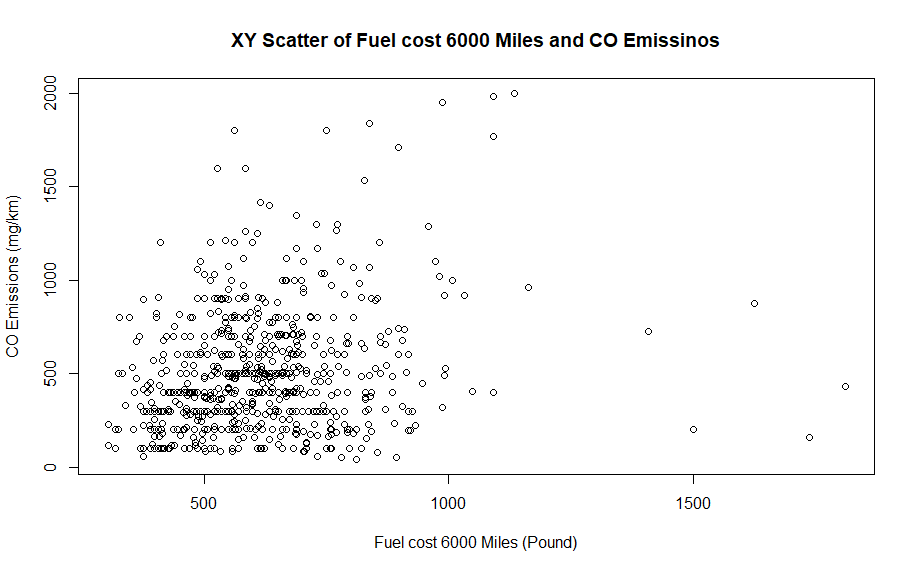 XY Scatter of Fuel cost 6000 Miles and CO Emissinos
2000
1500
1000
500
0
CO Emissions (mg/km)
500 1000 1500
Fuel cost 6000 Miles (Pound)